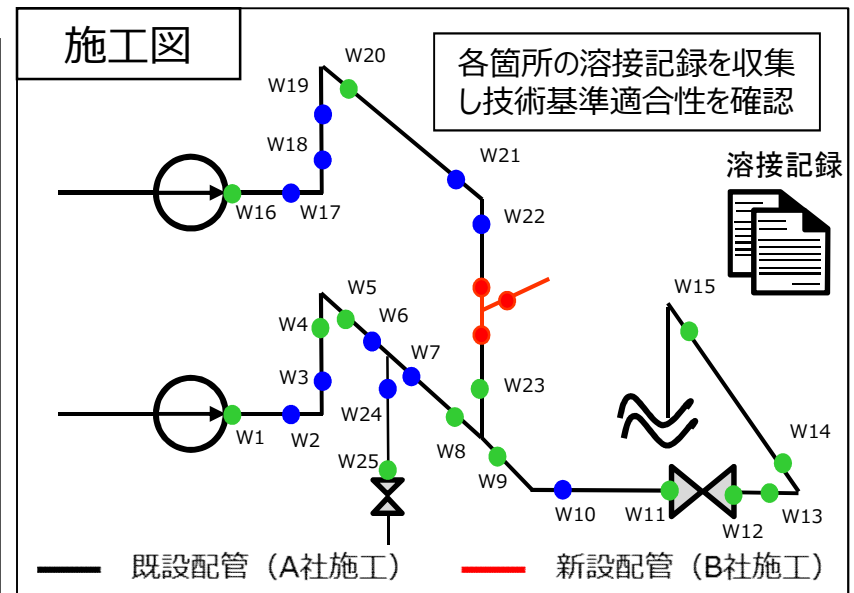 施工図
各箇所の溶接記録を収集
し技術基準適合性を確認
溶接記録
W20
W19
W18
W21
W16
W17
W22
W5
W4
W6
W15
W7
W3
W23
W24
W1
W2
W8
W14
W25
W9
W10
W11
W12
W13
既設配管（A社施工）
新設配管（B社施工）